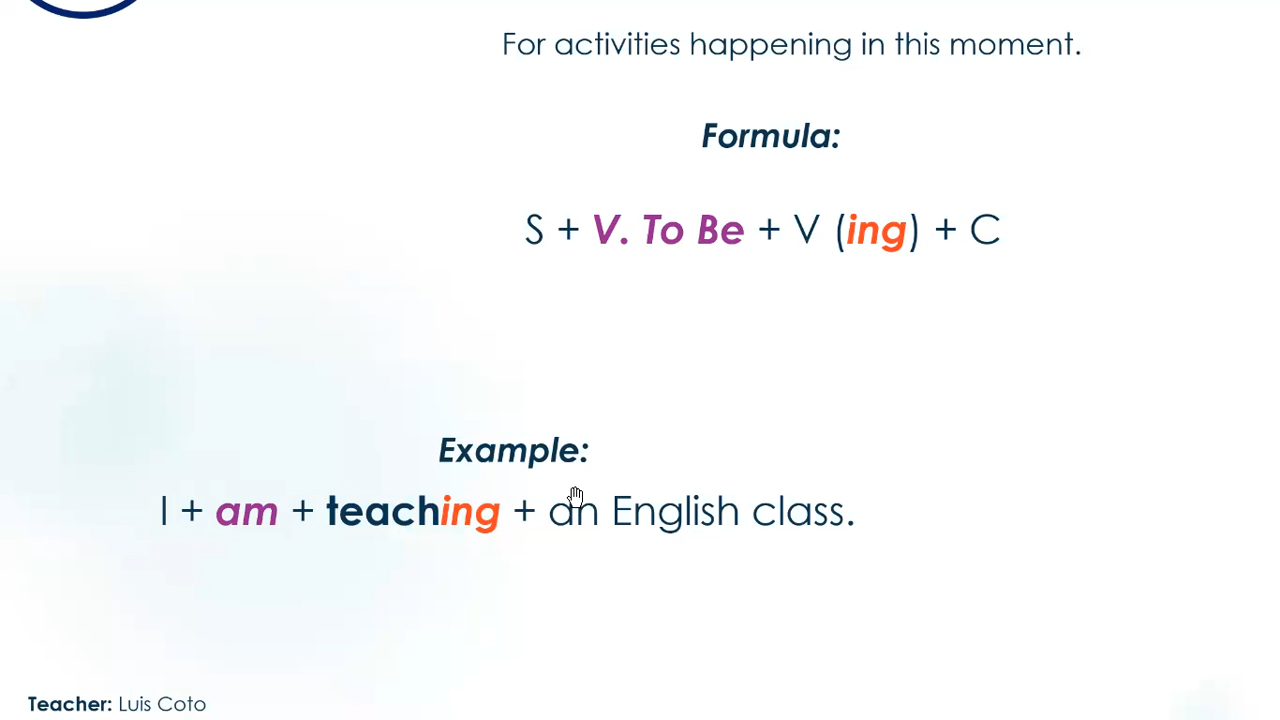 For activities happening in this moment.
Formula:
S + V. To Be + V (ing) + C
Example:
I + am + teaching + an English class.
Teacher: Luis Coto